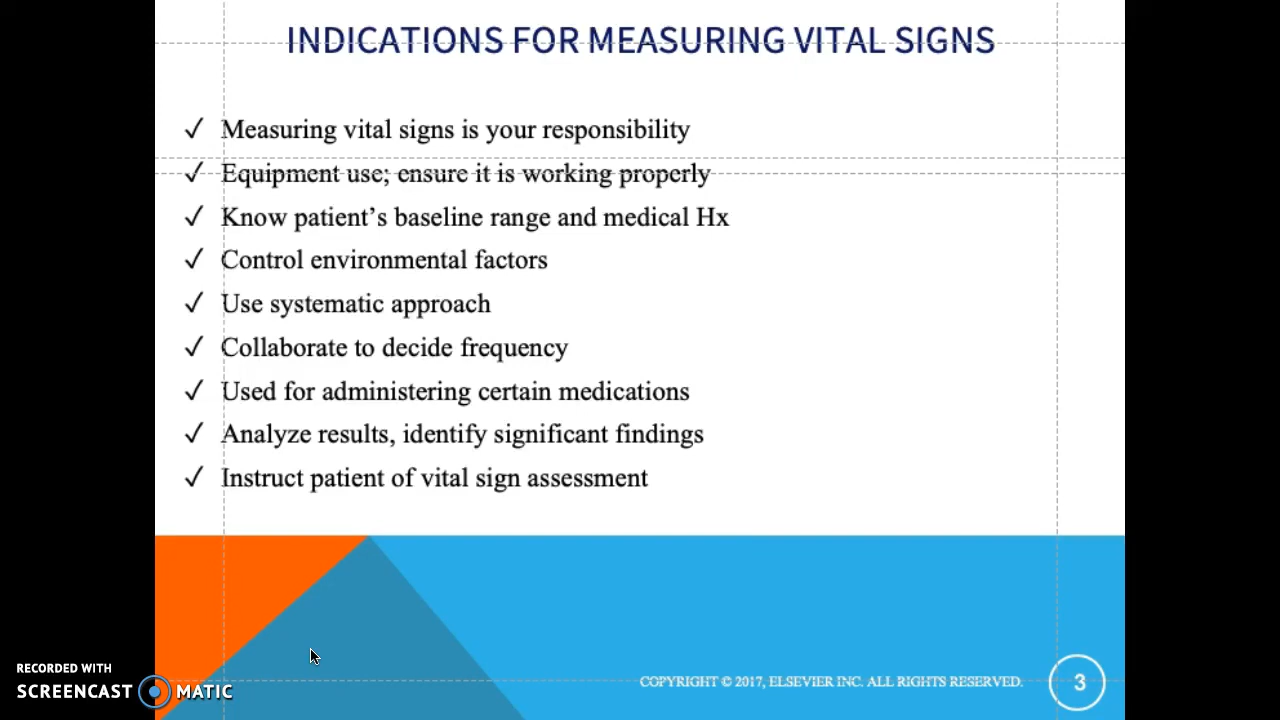 INDICATIONS FOR MEASURING VITAL SIGNS
✓ Measuring vital signs is your responsibility
✓ Equipment use; ensure it is working properly
✓ Know patient’s baseline range and medical Hx
✓ Control environmental factors
✓ Use systematic approach
✓ Collaborate to decide frequency
✓ Used for administering certain medications
✓ Analyze results, identify significant findings
✓ Instruct patient of vital sign assessment
COPYRIGHT © 2017, ELSEVIER INC. ALL RIGHTS RESERVED.
3
RECORDED WITH
SCREENCAST MATIC